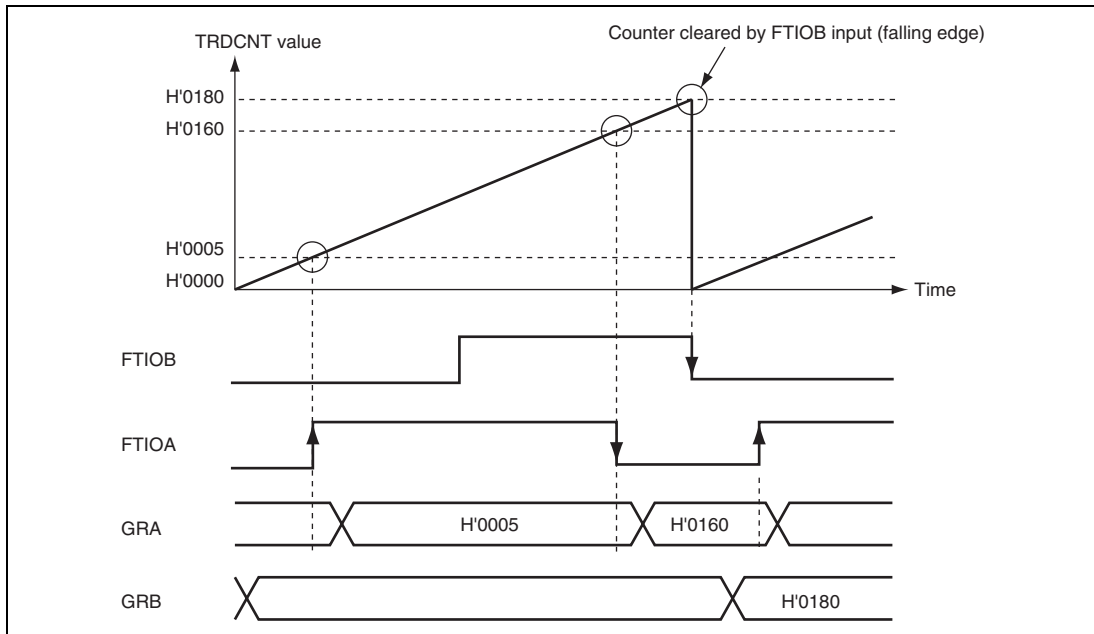 Counter cleared by FTIOB input (falling edge)
TRDCNT value
H'0180
H'0160
H'0005
H'0000
Time
FTIOB
FTIOA
GRA
H'0005
H'0160
GRB
H'0180